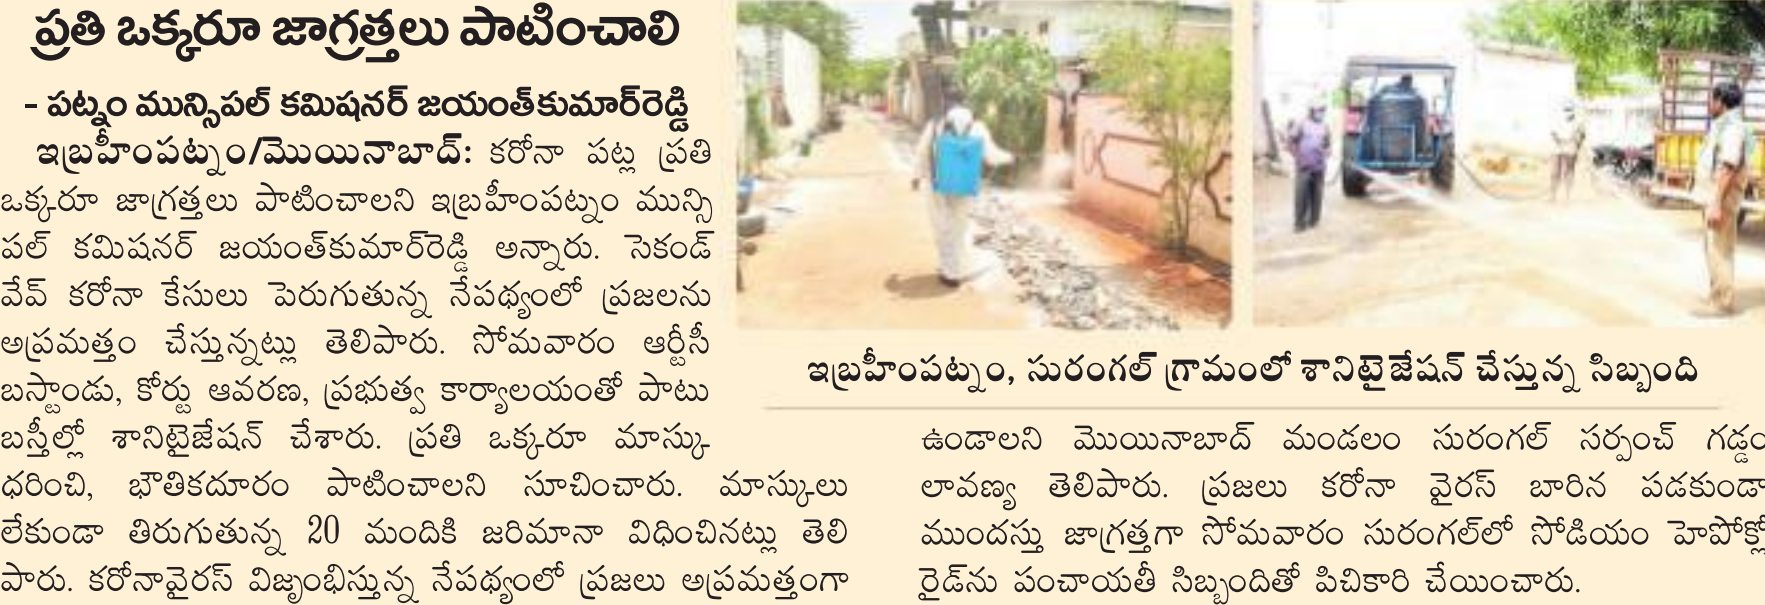 ప్రతి ఒక్కరూ జాగ్రత్తలు పాటించాలి
- పట్నం మున్సిపల్ కమిషనర్ జయంత్‌కుమార్‌రెడ్డి
ఇబ్రహీంపట్నం/మొయినాబాద్: కరోనా పట్ల ప్రతి
ఒక్కరూ జాగ్రత్తలు పాటించాలని ఇబ్రహీంపట్నం మున్సి
పల్ కమిషనర్ జయంత్‌కుమార్‌రెడ్డి అన్నారు. సెకండ్
వేవ్ కరోనా కేసులు పెరుగుతున్న నేపథ్యంలో ప్రజలను
అప్రమత్తం చేస్తున్నట్లు తెలిపారు. సోమవారం ఆర్టీసీ
బస్టాండు, కోర్టు ఆవరణ, ప్రభుత్వ కార్యాలయంతో పాటు
బస్తీల్లో శానిటైజేషన్ చేశారు. ప్రతి ఒక్కరూ మాస్కు
ధరించి, భౌతికదూరం పాటించాలని సూచించారు. మాస్కులు
లేకుండా తిరుగుతున్న 20 మందికి జరిమానా విధించినట్లు తెలి
పారు. కరోనావైరస్ విజృంభిస్తున్న నేపథ్యంలో ప్రజలు అప్రమత్తంగా
ఇబ్రహీంపట్నం, సురంగల్ గ్రామంలో శానిటైజేషన్ చేస్తున్న సిబ్బంది
ఉండాలని మొయినాబాద్ మండలం సురంగల్ సర్పంచ్ గడ్డం
లావణ్య తెలిపారు. ప్రజలు కరోనా వైరస్ బారిన పడకుండా
ముందస్తు జాగ్రత్తగా సోమవారం సురంగల్‌లో సోడియం హెపోక్లో
రైడ్‌ను పంచాయతీ సిబ్బందితో పిచికారి చేయించారు.